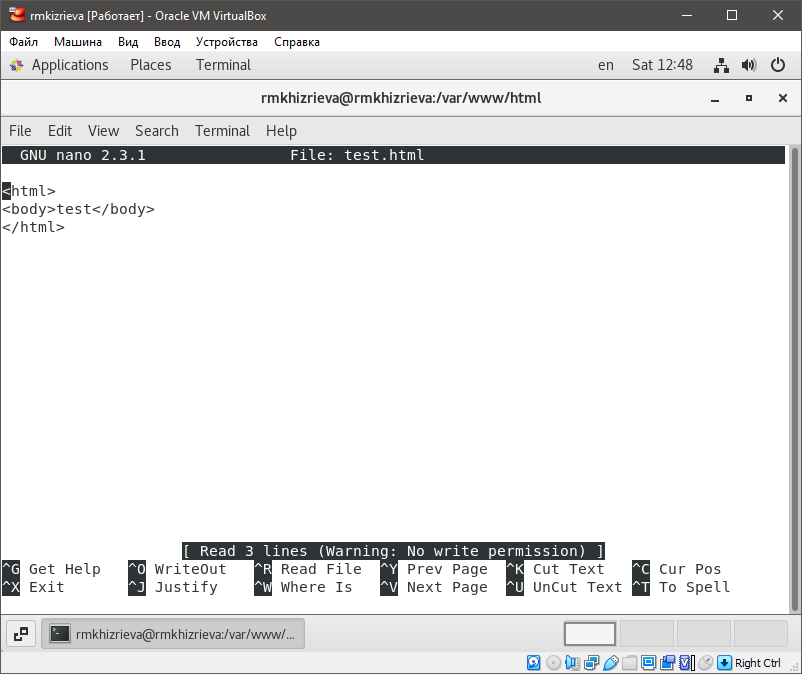 rmkizrieva [Работает] - Oracle VM VirtualBox
Файл Машина Вид Ввод Устройства Справка
Applications Places Terminal en Sat 12:48
rmkhizrieva@rmkhizrieva:/var/www/html
File Edit View Search Terminal Help
GNU nano 2.3.1 File: test.html
<html>
<body>test</body>
</html>
[ Read 3 lines (Warning: No write permission) ]
^G Get Help ^O WriteOut ^R Read File ^Y Prev Page ^K Cut Text ^C Cur Pos
^X Exit ^J Justify ^W Where Is ^V Next Page ^U UnCut Text ^T To Spell
rmkhizrieva@rmkhizrieva:/var/www/...
Right Ctrl